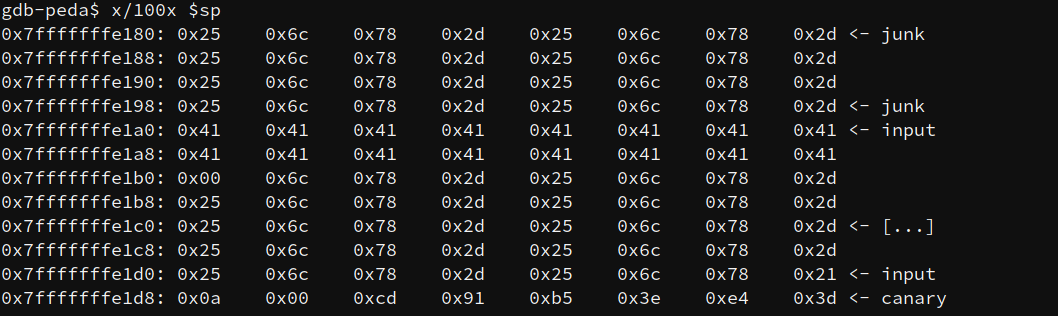 gdb-peda$ x/100x $sp
0x7fffffffe180: 0x25 0x6c 0x78 0x2d 0x25 0x6c 0x78 0x2d <- junk
0x7fffffffe188: 0x25 0x6c 0x78 0x2d 0x25 0x6c 0x78 0x2d
0x7fffffffe190: 0x25 0x6c 0x78 0x2d 0x25 0x6c 0x78 0x2d
0x7fffffffe198: 0x25 0x6c 0x78 0x2d 0x25 0x6c 0x78 0x2d <- junk
0x7fffffffe1a0: 0x41 0x41 0x41 0x41 0x41 0x41 0x41 0x41 <- input
0x7fffffffe1a8: 0x41 0x41 0x41 0x41 0x41 0x41 0x41 0x41
0x7fffffffe1b0: 0x00 0x6c 0x78 0x2d 0x25 0x6c 0x78 0x2d
0x7fffffffe1b8: 0x25 0x6c 0x78 0x2d 0x25 0x6c 0x78 0x2d
0x7fffffffe1c0: 0x25 0x6c 0x78 0x2d 0x25 0x6c 0x78 0x2d <- [...]
0x7fffffffe1c8: 0x25 0x6c 0x78 0x2d 0x25 0x6c 0x78 0x2d
0x7fffffffe1d0: 0x25 0x6c 0x78 0x2d 0x25 0x6c 0x78 0x21 <- input
0x7fffffffe1d8: 0x0a 0x00 0xcd 0x91 0xb5 0x3e 0xe4 0x3d <- canary